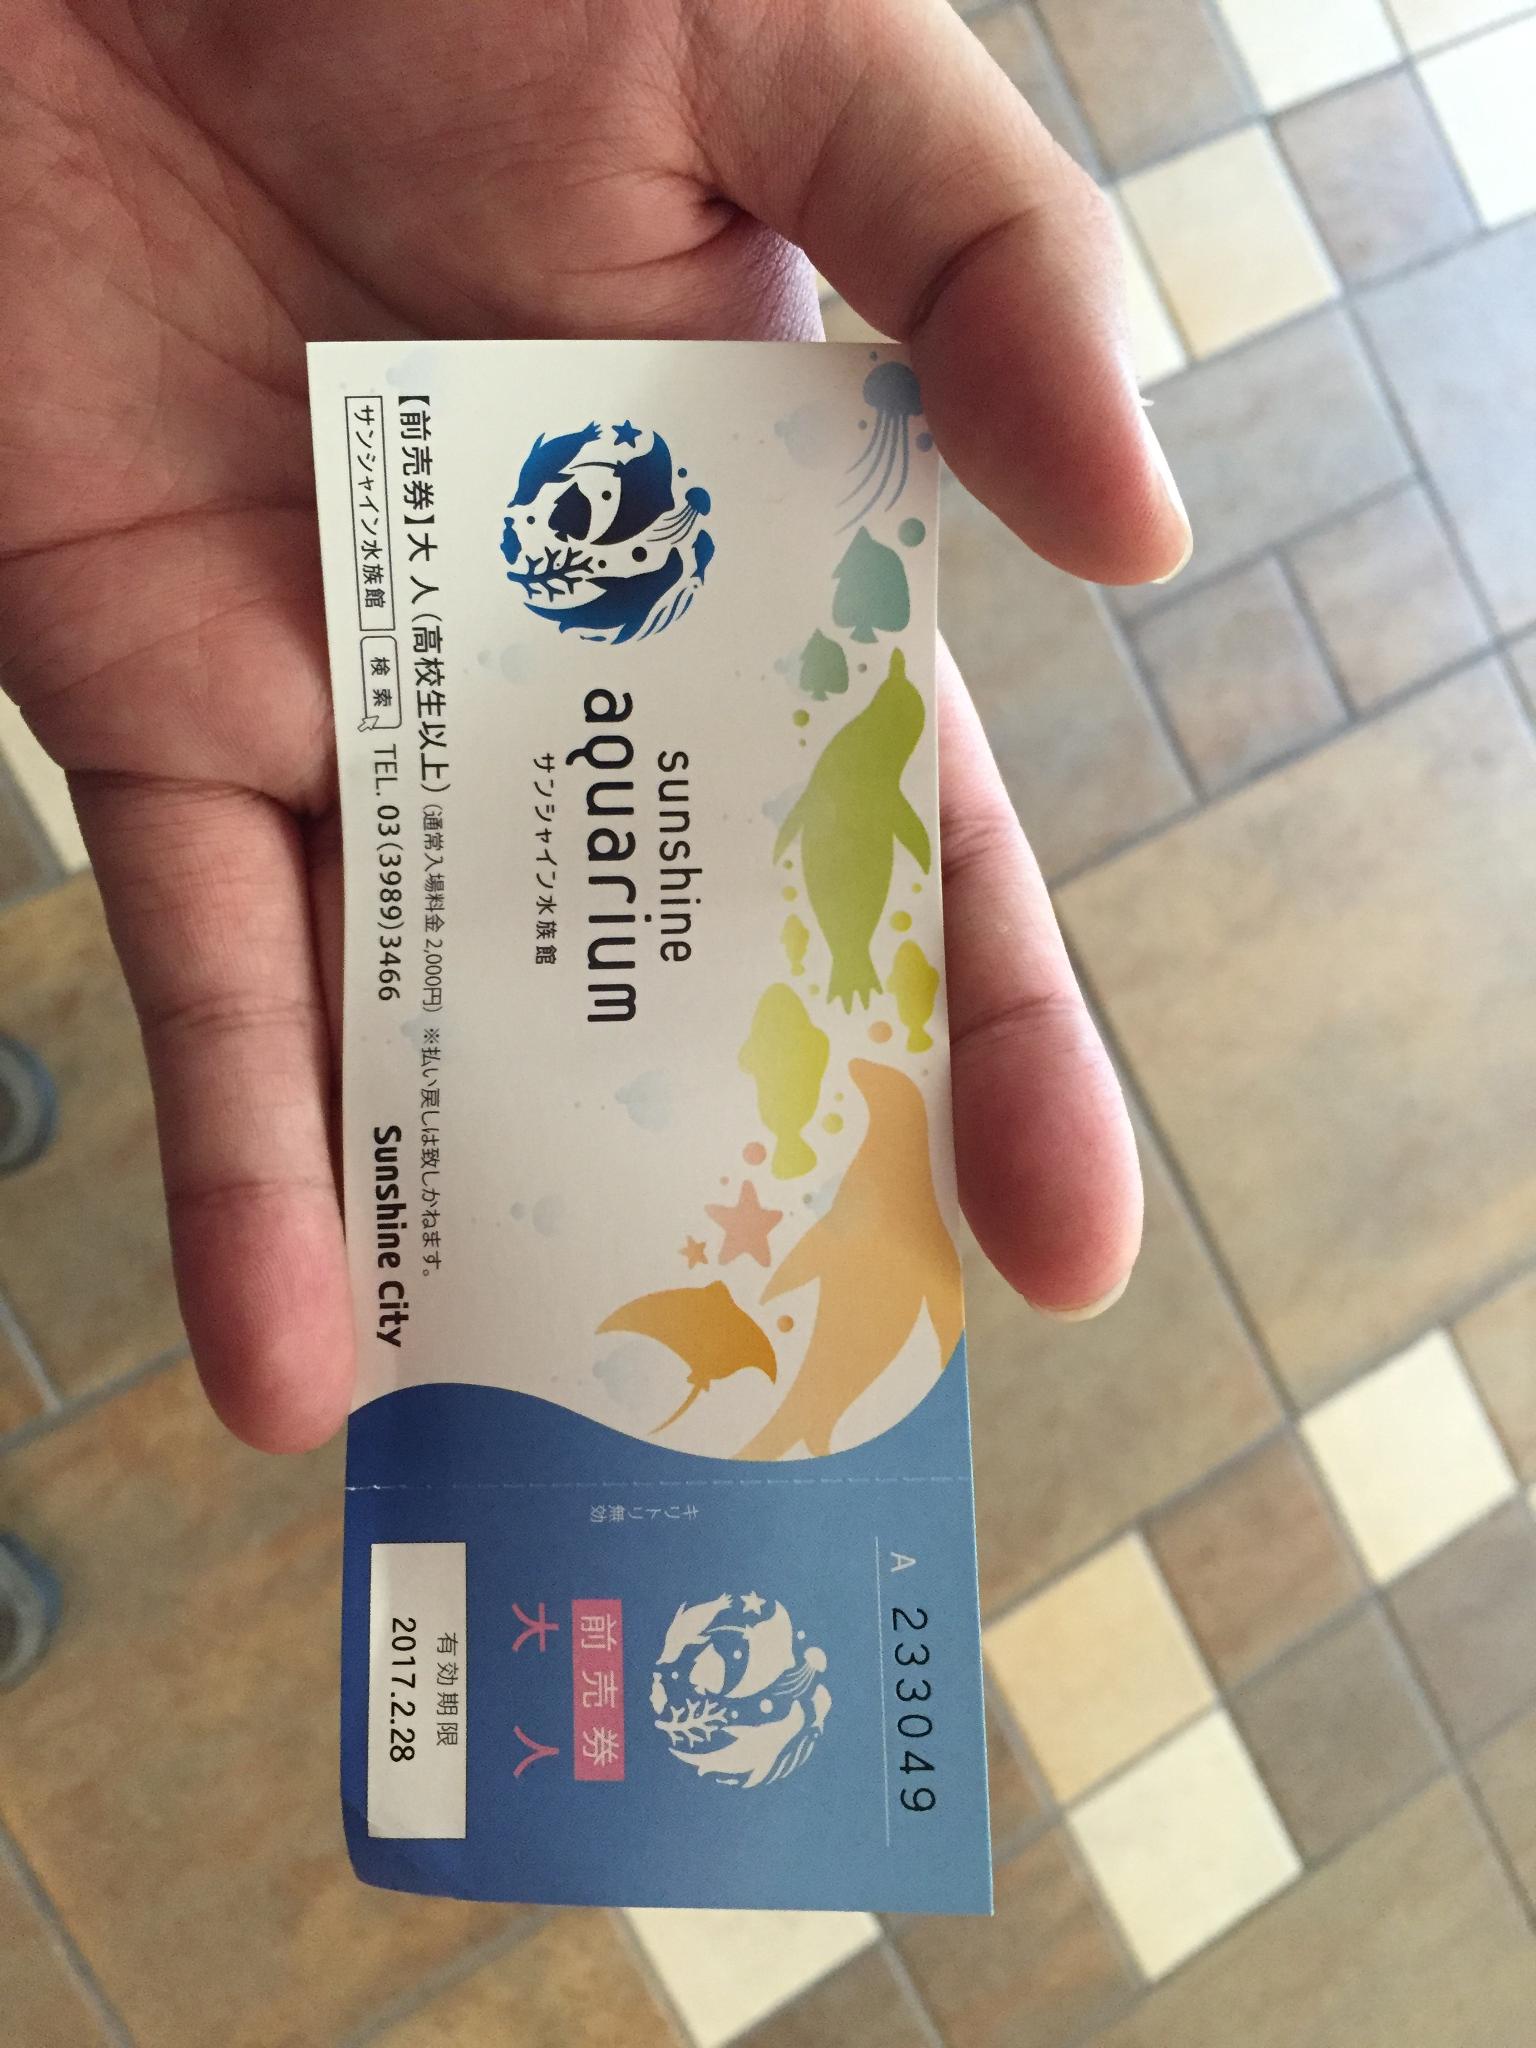 sunshine
aquarium
サンシャイン水族館
【前売券】大 人(高校生以上)(通常入場料金 2,000円) ※払い戻しは致しかねます。
サンシャイン水族館 検 索 TEL. 03(3989)3466 Sunshine City
キリトリ無効
A 233049
前売券
大人
有効期限
2017.2.28